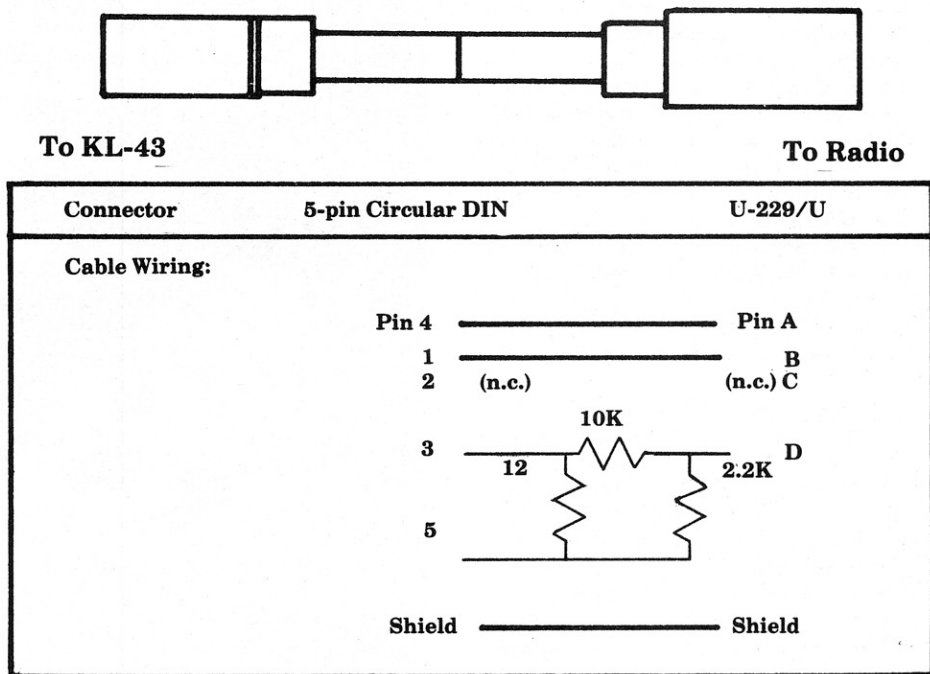 To KL-43 To Radio
Connector 5-pin Circular DIN U-229/U
Cable Wiring:
Pin 4 Pin A
1 B
2 (n.c.) (n.c.) C
10K
3 D
12 2.2K
5
Shield Shield